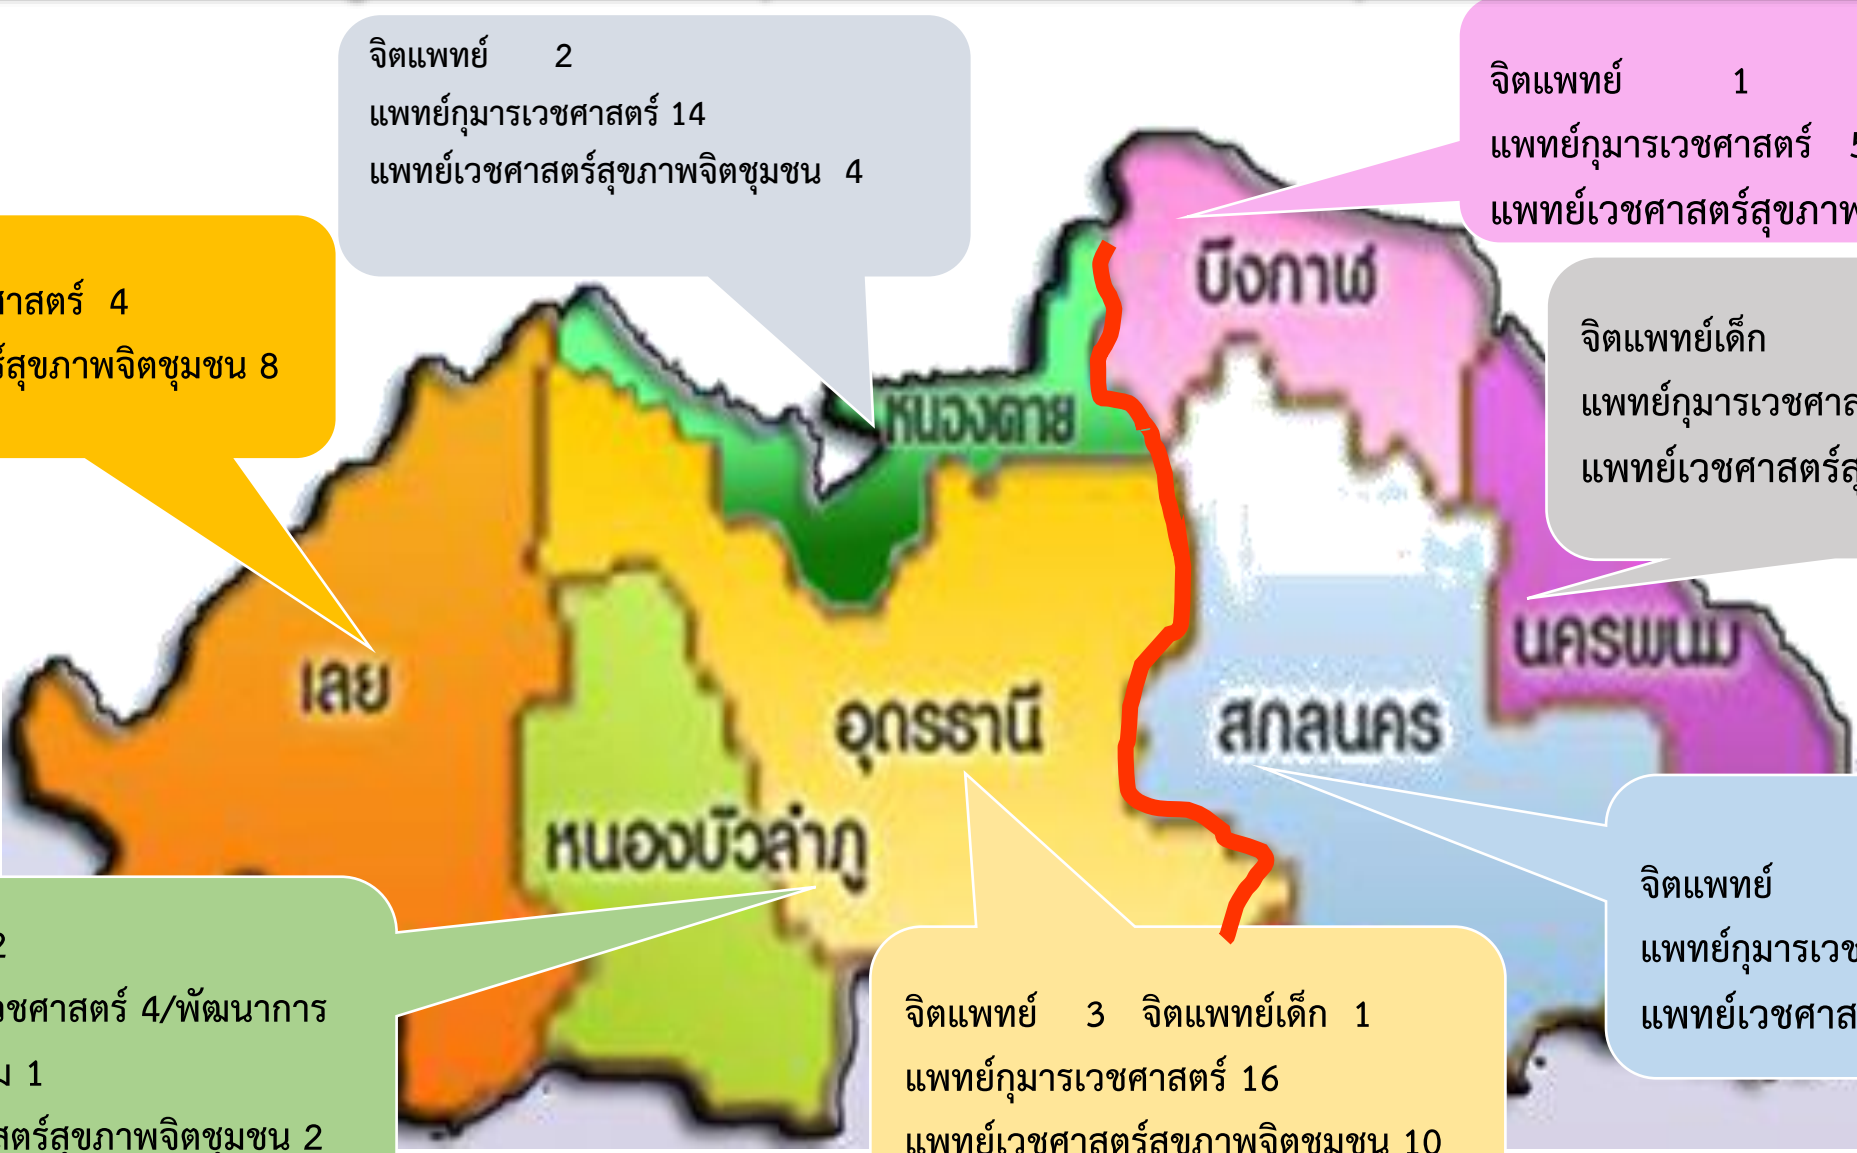 จิตแพทย์ 2
แพทย์กุมารเวชศาสตร์ 14
แพทย์เวชศาสตร์สุขภาพจิตชุมชน 4
จิตแพทย์ 1
แพทย์กุมารเวชศาสตร์ 5
แพทย์เวชศาสตร์สุขภาพ
ศาสตร์ 4
ร์สุขภาพจิตชุมชน 8
จิตแพทย์เด็ก
แพทย์กุมารเวชศาส
แพทย์เวชศาสตร์สุ
บึงกาฬ
หนองคาย
เลย
อุดรธานี
สกลนคร
นครพนม
หนองบัวลำภู
2
วชศาสตร์ 4/พัฒนาการ
ม 1
สตร์สุขภาพจิตชุมชน 2
จิตแพทย์ 3 จิตแพทย์เด็ก 1
แพทย์กุมารเวชศาสตร์ 16
แพทย์เวชศาสตร์สุขภาพจิตชุมชน 10
จิตแพทย์
แพทย์กุมารเวช
แพทย์เวชศาส